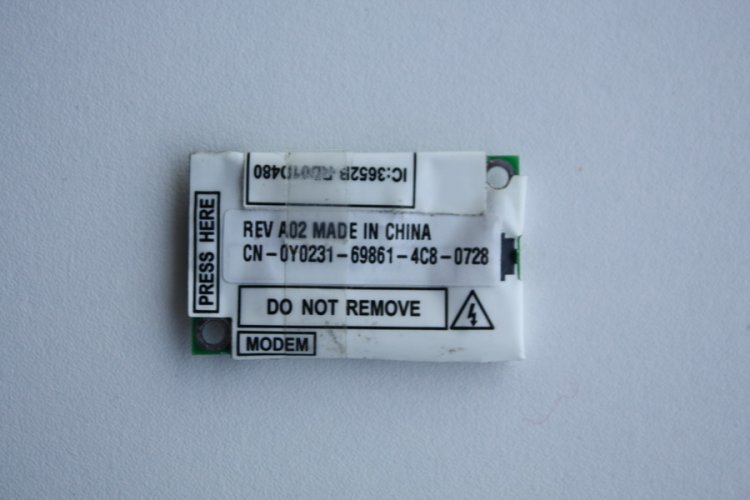 IC:3652B-RD01D480
REV A02 MADE IN CHINA
CN-0Y0231-69861-4C8-0728
PRESS HERE
DO NOT REMOVE
MODEM